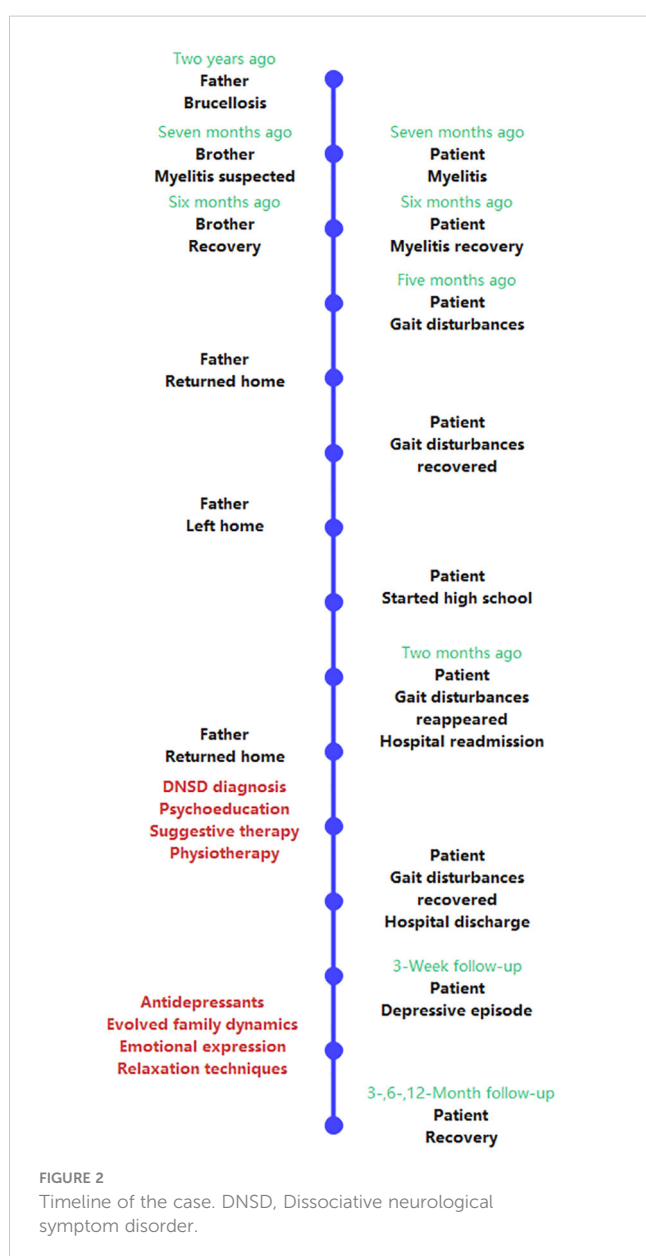 Two years ago
Father
Brucellosis
Seven months ago
Brother
Myelitis suspected
Seven months ago
Patient
Myelitis
Six months ago
Brother
Recovery
Six months ago
Patient
Myelitis recovery
Five months ago
Patient
Gait disturbances
Father
Returned home
Patient
Gait disturbances
recovered
Father
Left home
Patient
Started high school
Two months ago
Patient
Gait disturbances
reappeared
Hospital readmission
Father
Returned home
DNSD diagnosis
Psychoeducation
Suggestive therapy
Physiotherapy
Patient
Gait disturbances
recovered
Hospital discharge
3-Week follow-up
Patient
Depressive episode
Antidepressants
Evolved family dynamics
Emotional expression
Relaxation techniques
3-,6-,12-Month follow-up
Patient
Recovery
FIGURE 2
Timeline of the case. DNSD, Dissociative neurological
symptom disorder.